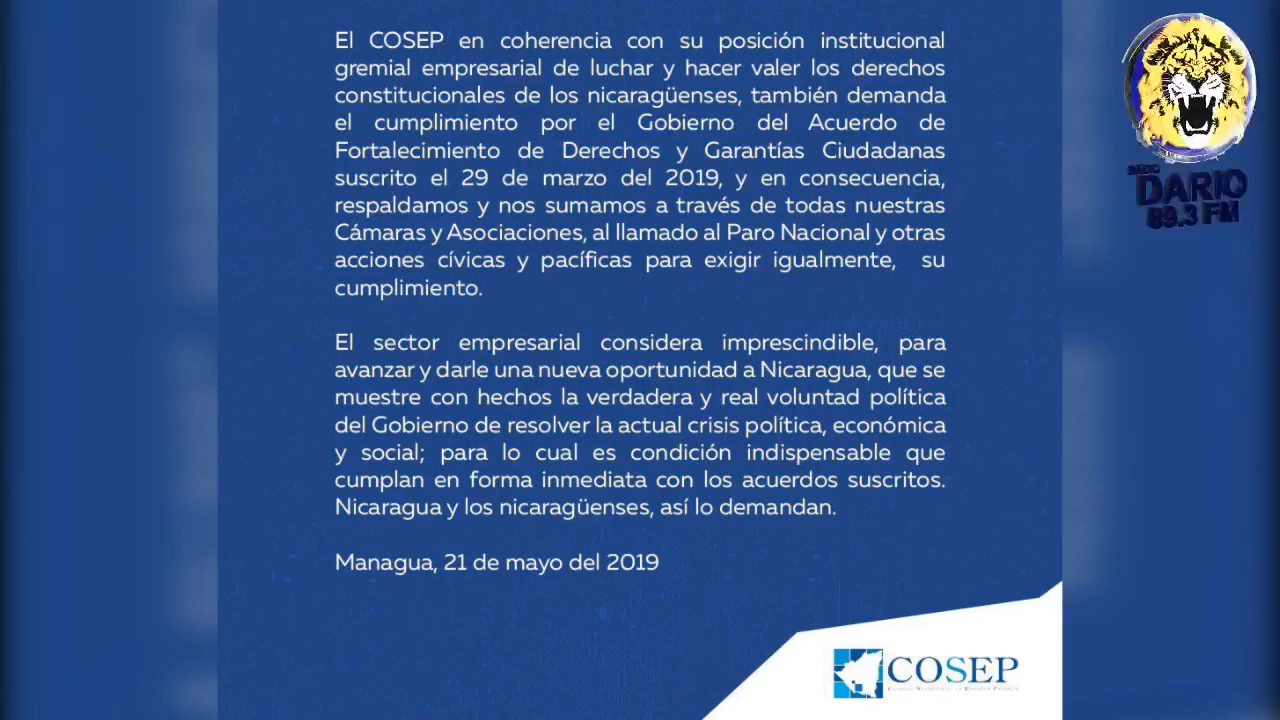 El COSEP en coherencia con su posición institucional
gremial empresarial de luchar y hacer valer los derechos
constitucionales de los nicaragüenses, también demanda
el cumplimiento por el Gobierno del Acuerdo de
Fortalecimiento de Derechos y Garantías Ciudadanas
suscrito el 29 de marzo del 2019, y en consecuencia,
respaldamos y nos sumamos a través de todas nuestras
Cámaras y Asociaciones, al llamado al Paro Nacional y otras
acciones cívicas y pacíficas para exigir igualmente, su
cumplimiento.
El sector empresarial considera imprescindible, para
avanzar y darle una nueva oportunidad a Nicaragua, que se
muestre con hechos la verdadera y real voluntad política
del Gobierno de resolver la actual crisis política, económica
y social; para lo cual es condición indispensable que
cumplan en forma inmediata con los acuerdos suscritos.
Nicaragua y los nicaragüenses, así lo demandan.
Managua, 21 de mayo del 2019
COSEP
RADIO
DARIO
89.3 FM